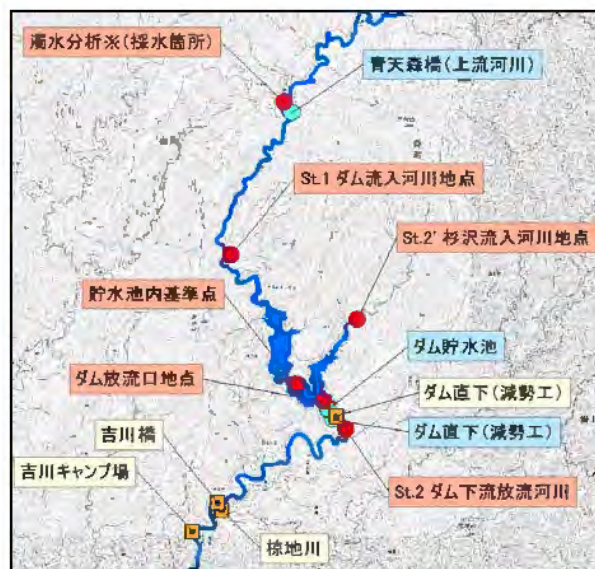 濁水分析※(採水箇所)
青天森橋(上流河川)
St.1 ダム流入河川地点
St.2' 杉沢流入河川地点
貯水池内基準点
ダム貯水池
ダム放流口地点
ダム直下(減勢工)
ダム直下(減勢工)
吉川橋
吉川キャンプ場
St.2 ダム下流放流河川
椋地川